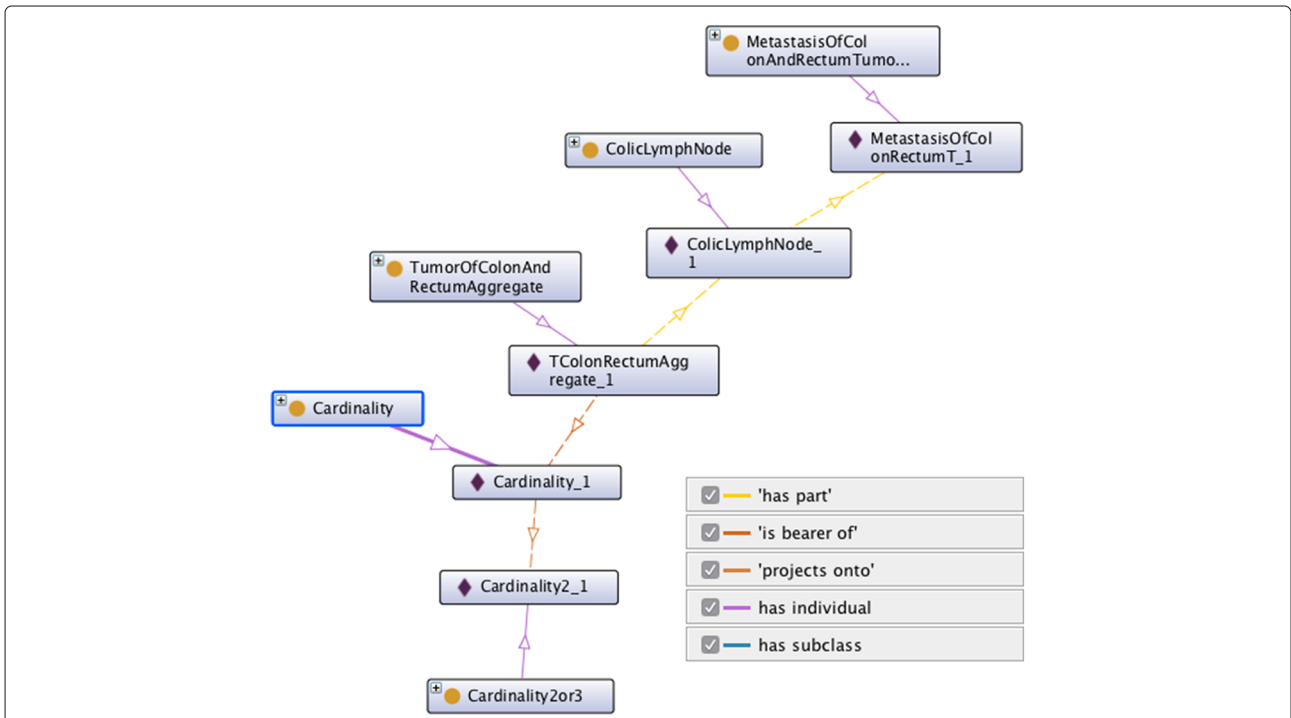 MetastasisOfCol
onAndRectumTumo...
ColicLymphNode
MetastasisOfCol
onRectumT_1
ColicLymphNode_
1
TumorOfColonAnd
RectumAggregate
TColonRectumAgg
regate_1
Cardinality
Cardinality_1
'has part'
'is bearer of'
'projects onto'
Cardinality2_1
has individual
has subclass
Cardinality2or3